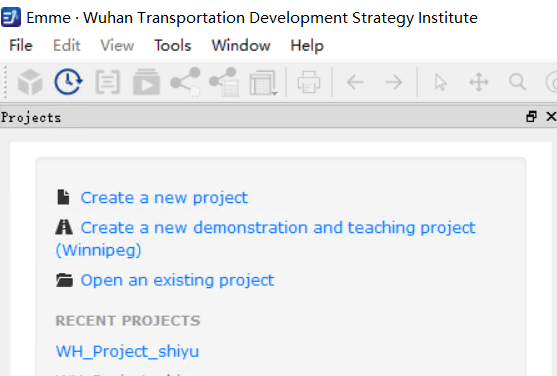 Emme · Wuhan Transportation Development Strategy Institute
File Edit View Tools Window Help
Projects
Create a new project
Create a new demonstration and teaching project
(Winnipeg)
Open an existing project
RECENT PROJECTS
WH_Project_shiyu